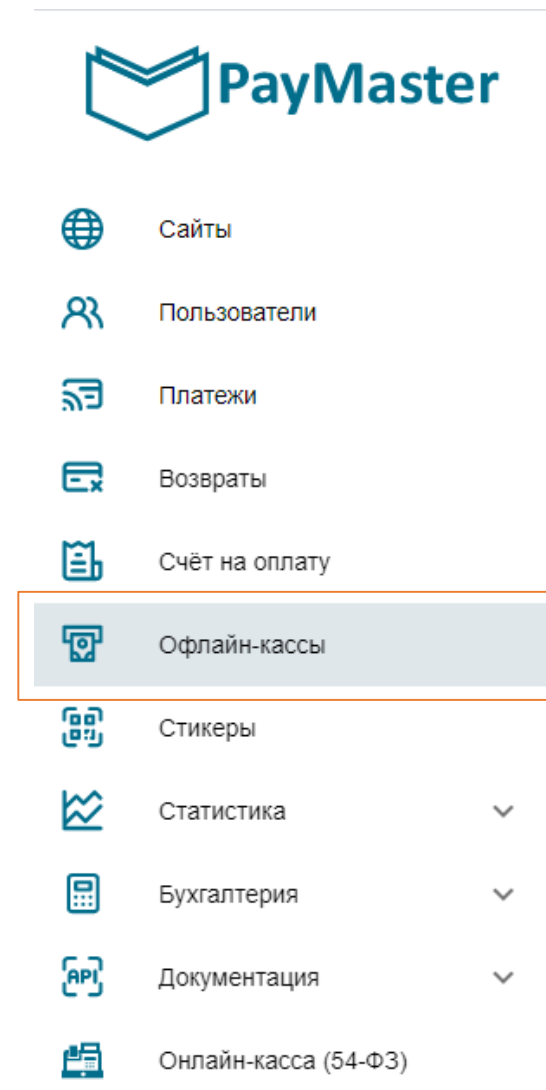 PayMaster
Сайты
Пользователи
Платежи
Возвраты
Счёт на оплату
Офлайн-кассы
Стикеры
Статистика
Бухгалтерия
API
Документация
Онлайн-касса (54-ФЗ)